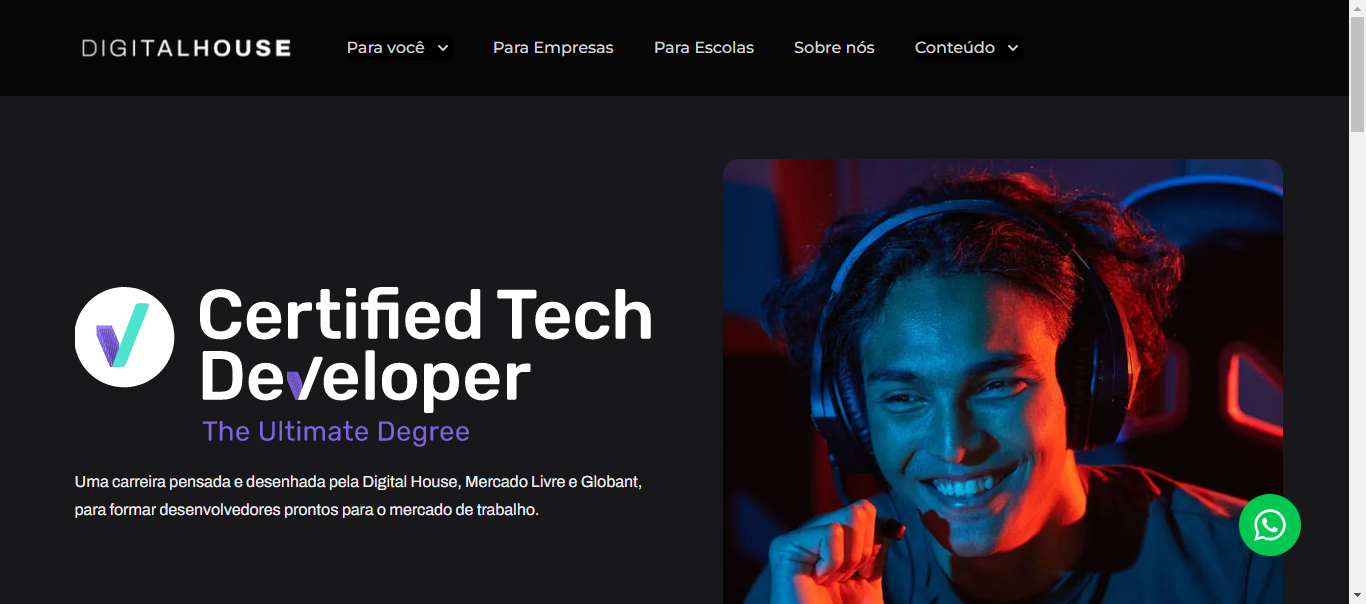 DIGITALHOUSE
Para você
Para Empresas
Para Escolas
Sobre nós
Conteúdo
Certified Tech
Developer
The Ultimate Degree
Uma carreira pensada e desenhada pela Digital House, Mercado Livre e Globant,
para formar desenvolvedores prontos para o mercado de trabalho.